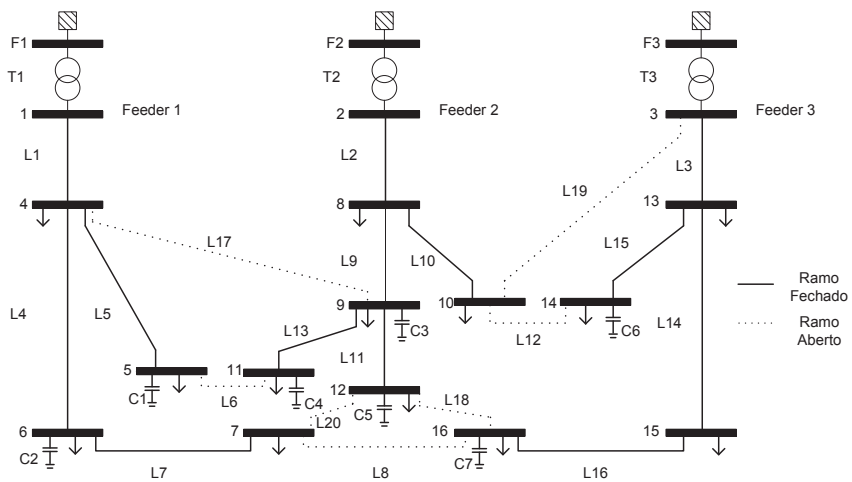 F1 F2 F3
T1 T2 T3
1 Feeder 1 2 Feeder 2 3 Feeder 3
L1 L2 L3
L19
4 8 13
L17 L15
L4 L5 L9 L10
9 10 14 Ramo
Fechado
L13 C3 L12 C6 L14 Ramo
Aberto
L11
5 11 12
C1 L6 C4 C5 L18
L20
6 7 16 15
C2 C7
L7 L8 L16